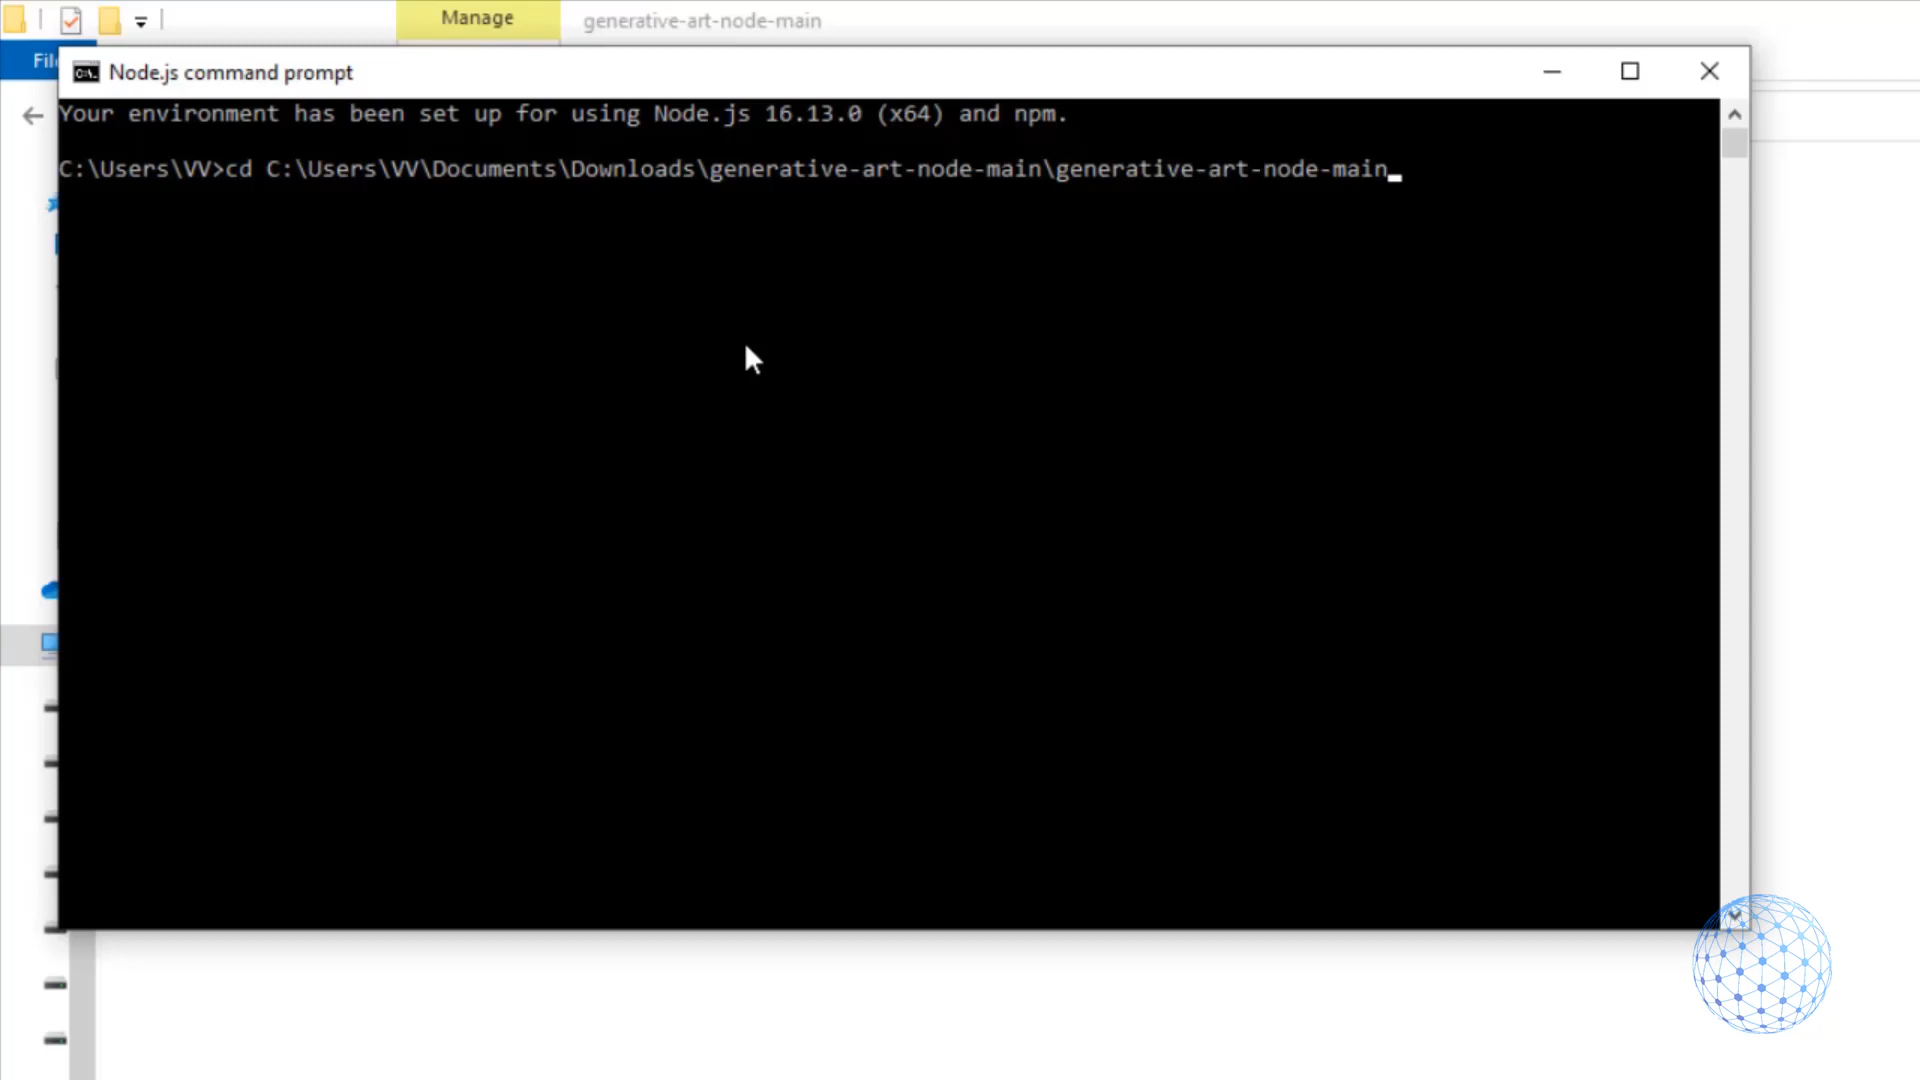 Manage
generative-art-node-main
Node.js command prompt
Your environment has been set up for using Node.js 16.13.0 (x64) and npm.
C:\Users\VV>cd C:\Users\VV\Documents\Downloads\generative-art-node-main\generative-art-node-main